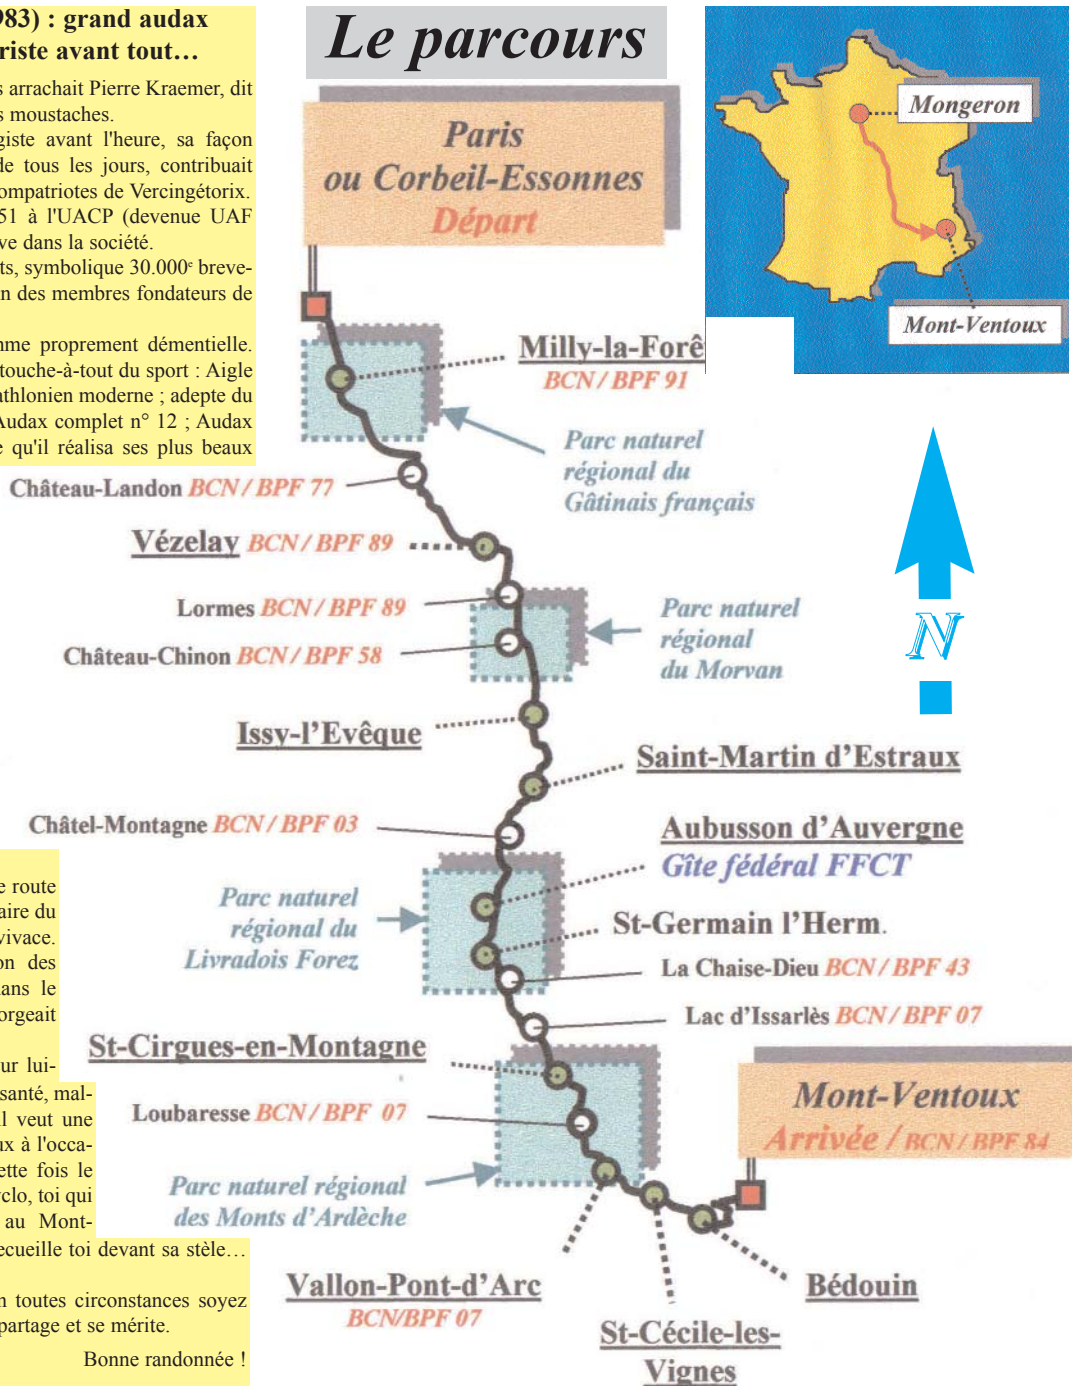 983) : grand audax
riste avant tout…
s arrachait Pierre Kraemer, dit
s moustaches.
giste avant l'heure, sa façon
de tous les jours, contribuait
ompatriotes de Vercingétorix.
51 à l'UACP (devenue UAF
ve dans la société.
ts, symbolique 30.000e breve-
n des membres fondateurs de
mme proprement démentielle.
touche-à-tout du sport : Aigle
athlonien moderne ; adepte du
Audax complet n° 12 ; Audax
e qu'il réalisa ses plus beaux
Le parcours
Paris
ou Corbeil-Essonnes
Départ
Mongeron
Mont-Ventoux
Milly-la-Forê
BCN / BPF 91
Parc naturel
régional du
Gâtinais français
Château-Landon BCN / BPF 77
Vézelay BCN / BPF 89
Lormes BCN / BPF 89
Château-Chinon BCN / BPF 58
Parc naturel
régional
du Morvan
N
Issy-l'Evêque
Saint-Martin d'Estraux
Châtel-Montagne BCN / BPF 03
Aubusson d'Auvergne
Gîte fédéral FFCT
Parc naturel
régional du
Livradois Forez
St-Germain l'Herm.
La Chaise-Dieu BCN / BPF 43
Lac d'Issarlès BCN / BPF 07
St-Cirgues-en-Montagne
Loubaresse BCN / BPF 07
Mont-Ventoux
Arrivée / BCN / BPF 84
Parc naturel régional
des Monts d'Ardèche
Vallon-Pont-d'Arc
BCN/BPF 07
St-Cécile-les-
Vignes
Bédouin
e route
aire du
vivace.
on des
ans le
orgeait
ur lui-
santé, mal-
il veut une
ux à l'occa-
ette fois le
yclo, toi qui
au Mont-
ecueille toi devant sa stèle…
n toutes circonstances soyez
partage et se mérite.
Bonne randonnée !